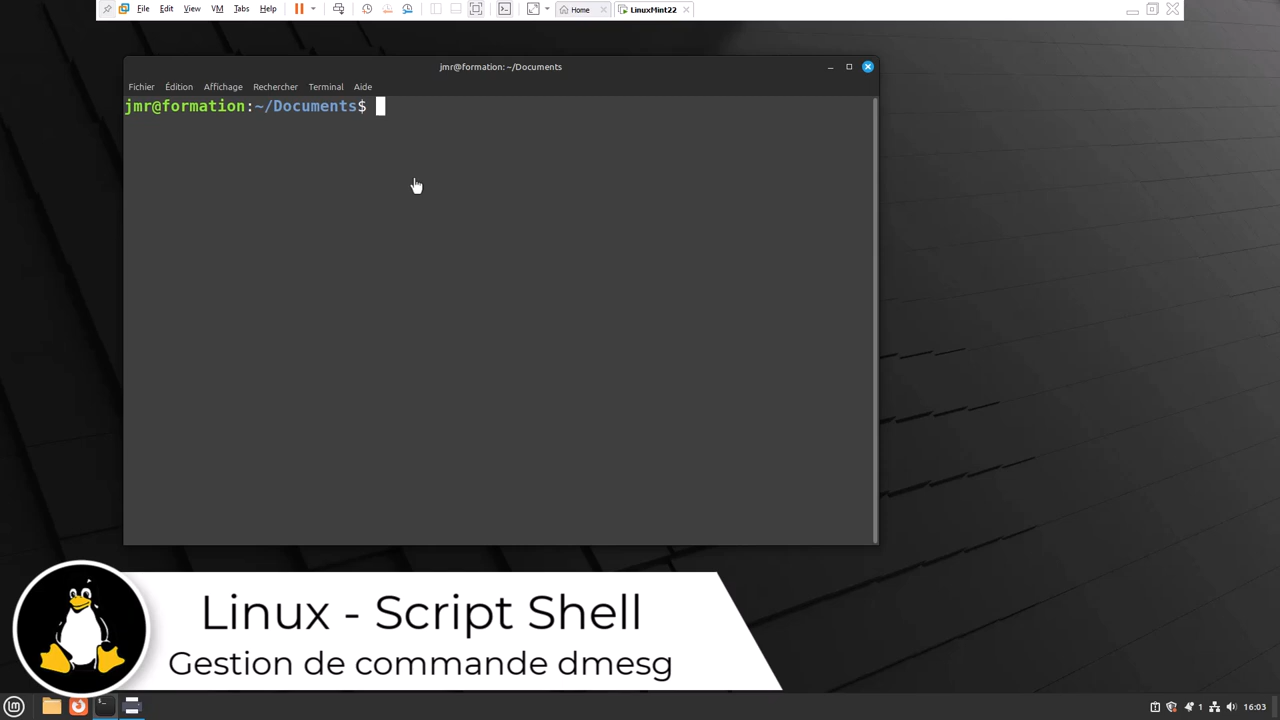 File Edit View VM Tabs Help
Home
LinuxMint22
jmr@formation: ~/Documents
Fichier Édition Affichage Rechercher Terminal Aide
jmr@formation:~/Documents$
Linux - Script Shell
Gestion de commande dmesg
1
16:03